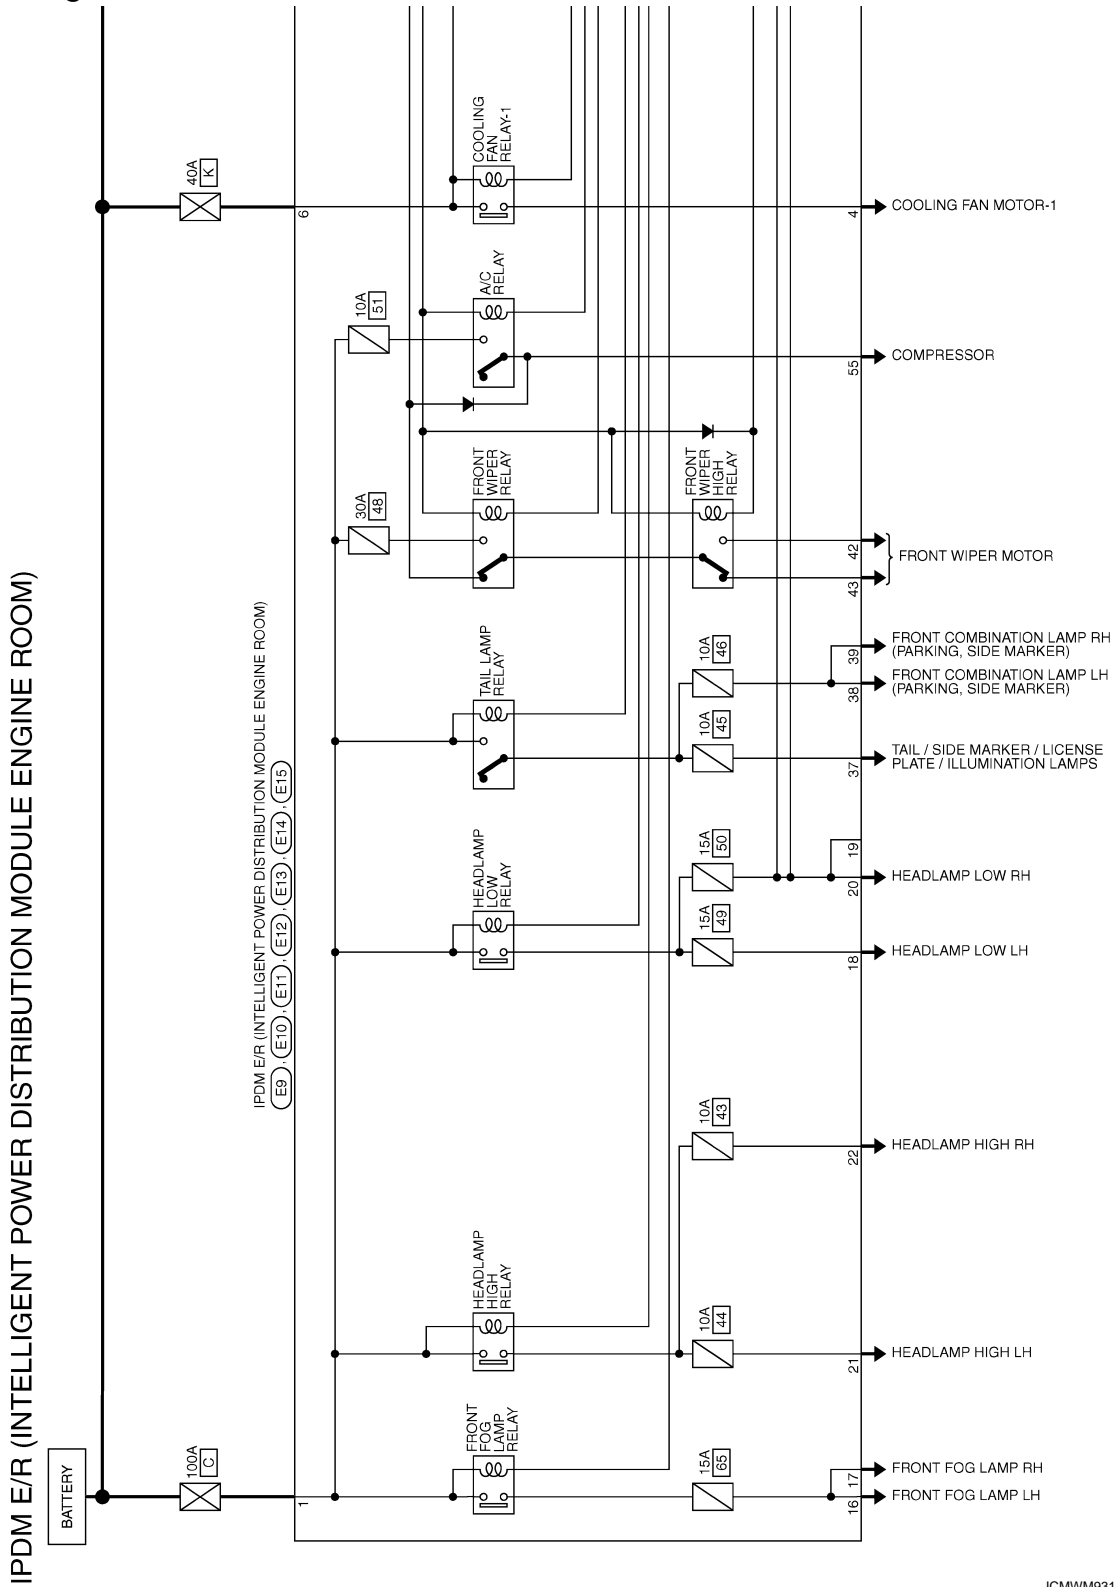 IPDM E/R (INTELLIGENT POWER DISTRIBUTION MODULE ENGINE ROOM)
BATTERY
40A
K
6
COOLING
FAN
RELAY-1
4
COOLING FAN MOTOR-1
10A
51
A/C
RELAY
55
COMPRESSOR
30A
48
FRONT
WIPER
RELAY
FRONT
WIPER
HIGH
RELAY
42
43
FRONT WIPER MOTOR
IPDM E/R (INTELLIGENT POWER DISTRIBUTION MODULE ENGINE ROOM)
E9 , E10 , E11 , E12 , E13 , E14 , E15
TAIL LAMP
RELAY
10A
46
39
FRONT COMBINATION LAMP RH
(PARKING, SIDE MARKER)
38
FRONT COMBINATION LAMP LH
(PARKING, SIDE MARKER)
10A
45
37
TAIL / SIDE MARKER / LICENSE
PLATE / ILLUMINATION LAMPS
HEADLAMP
LOW
RELAY
15A
50
19
20
HEADLAMP LOW RH
15A
49
18
HEADLAMP LOW LH
10A
43
22
HEADLAMP HIGH RH
HEADLAMP
HIGH
RELAY
10A
44
21
HEADLAMP HIGH LH
100A
C
1
FRONT
FOG
LAMP
RELAY
15A
65
17
FRONT FOG LAMP RH
16
FRONT FOG LAMP LH